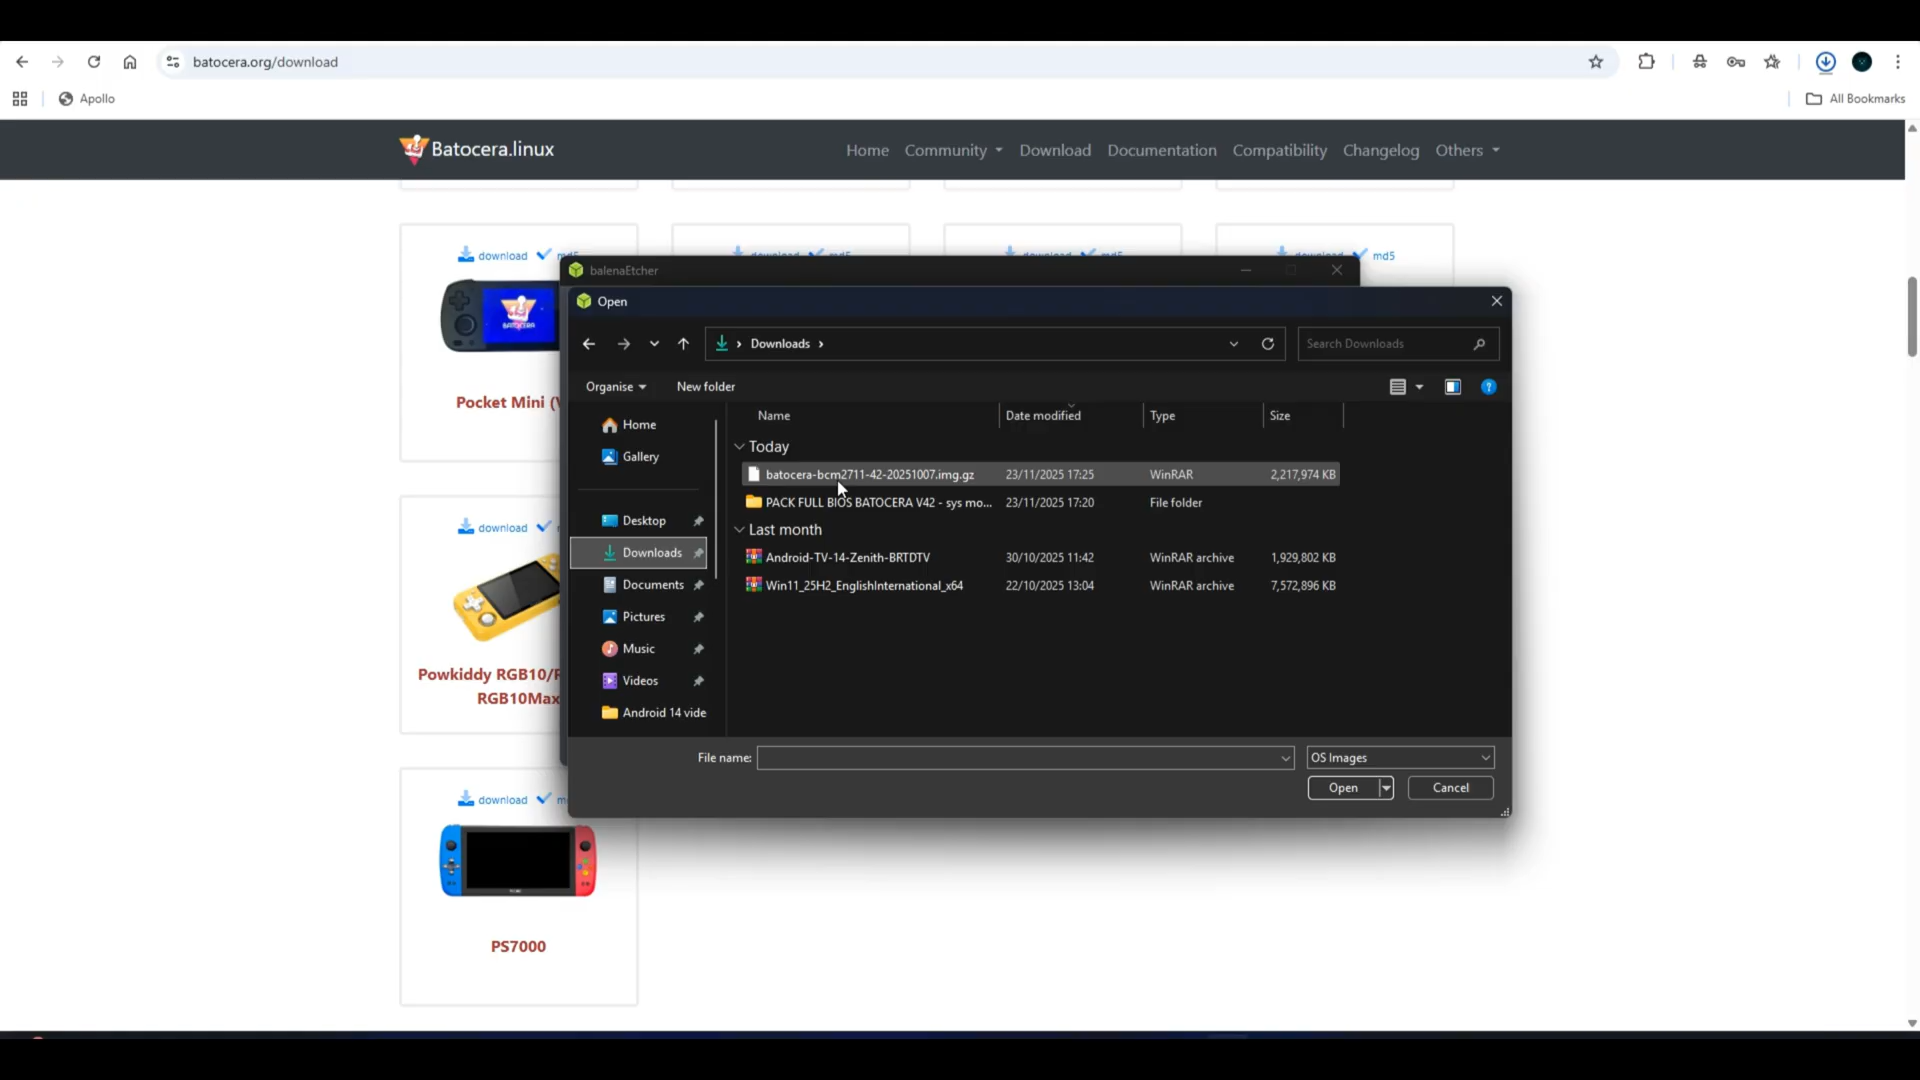 batocera.org/download
Apollo
All Bookmarks
Batocera.linux
Home
Community
Download
Documentation
Compatibility
Changelog
Others
download
md5
balenaEtcher
Open
Downloads
Search Downloads
Organise
New folder
Home
Gallery
Desktop
Downloads
Documents
Pictures
Music
Videos
Android 14 vide
Name Date modified Type Size
Today
batocera-bcm2711-42-20251007.img.gz 23/11/2025 17:25 WinRAR 2,217,974 KB
PACK FULL BIOS BATOCERA V42 - sys mo... 23/11/2025 17:20 File folder
Last month
Android-TV-14-Zenith-BRTDTV 30/10/2025 11:42 WinRAR archive 1,929,802 KB
Win11_25H2_EnglishInternational_x64 22/10/2025 13:04 WinRAR archive 7,572,896 KB
File name:
OS Images
Open
Cancel
BATOCERA
Pocket Mini (
download
Powkiddy RGB10/
RGB10Max
download
PS7000